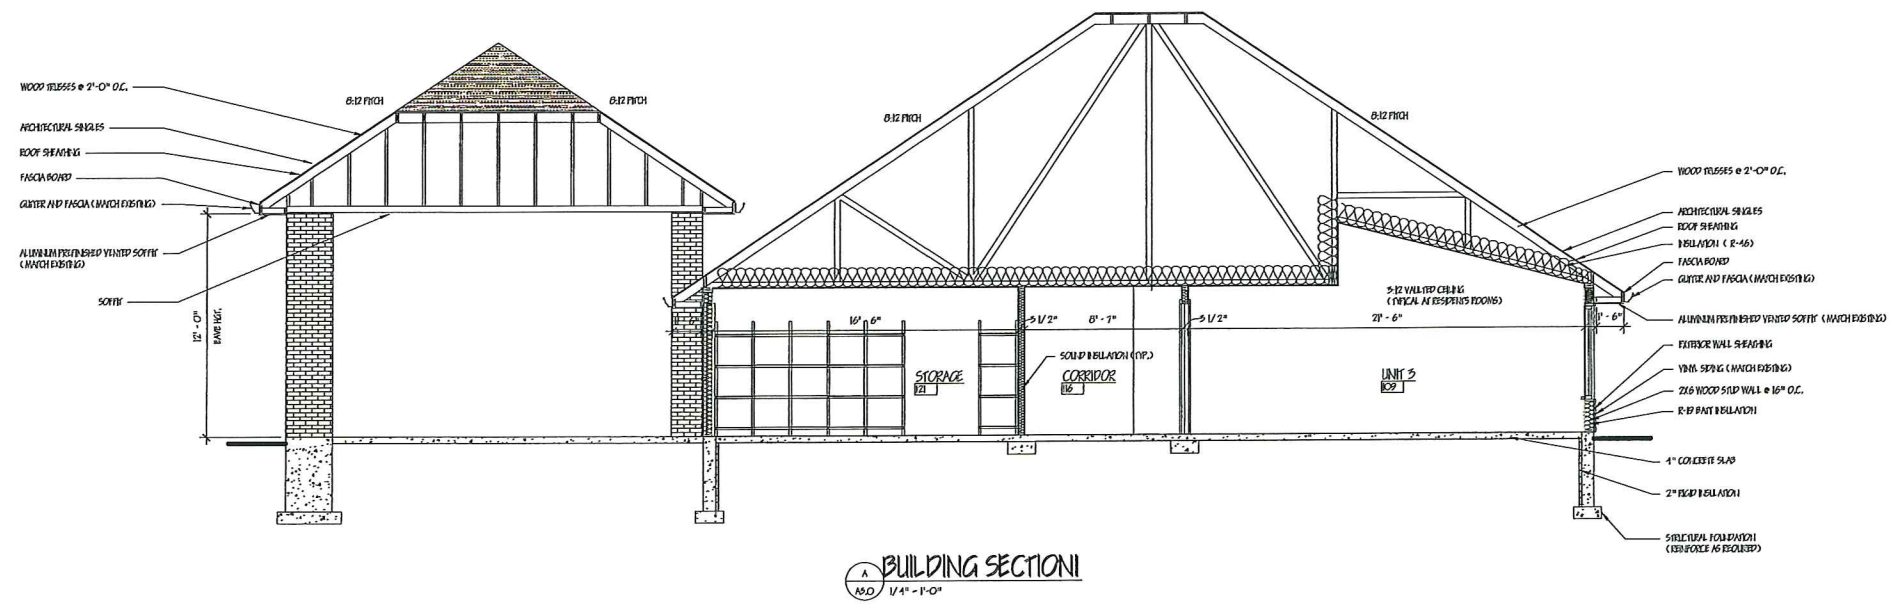 WOOD TRUSSES @ 2'-0" O.C.
ARCHITECTURAL SINGLES
ROOF SHEATHING
FASCIA BOARD
GUTTER AND FASCIA (MATCH EXISTING)
ALUMINUM PREFINISHED VENTED SOFFIT
(MATCH EXISTING)
SOFFIT
12'-0"
EAVE HGT.
8:12 PITCH
8:12 PITCH
8:12 PITCH
8:12 PITCH
3:12 VAULTED CEILING
(TYPICAL AT RESIDENTS ROOMS)
16'-6"
3 1/2"
8'-7"
3 1/2"
21'-6"
1'-6"
SOUND INSULATION (TYP.)
STORAGE
121
CORRIDOR
116
UNIT 3
109
WOOD TRUSSES @ 2'-0" O.C.
ARCHITECTURAL SINGLES
ROOF SHEATHING
INSULATION ( R-46)
FASCIA BOARD
GUTTER AND FASCIA (MATCH EXISTING)
ALUMINUM PREFINISHED VENTED SOFFIT (MATCH EXISTING)
EXTERIOR WALL SHEATHING
VINYL SIDING (MATCH EXISTING)
2X6 WOOD STUD WALL @ 16" O.C.
R-19 BATT INSULATION
4" CONCRETE SLAB
2" RIGID INSULATION
STRUCTURAL FOUNDATION
(REINFORCE AS REQUIRED)
A
A5.0
BUILDING SECTION1
1/4" - 1'-0"